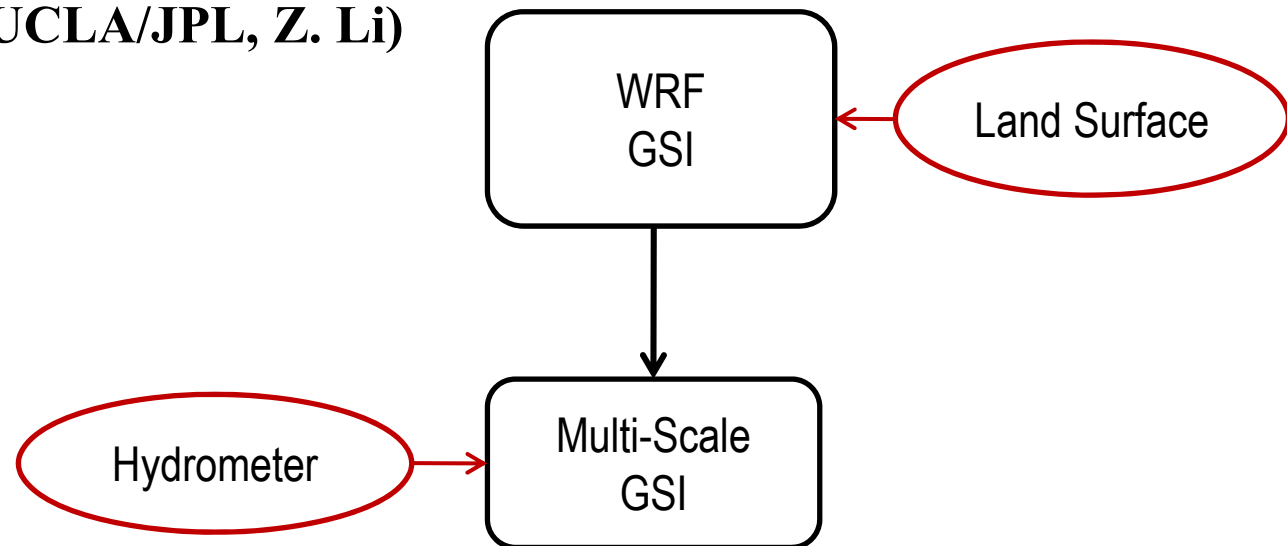 UCLA/JPL, Z. Li)
WRF
GSI
Land Surface
Multi-Scale
GSI
Hydrometer